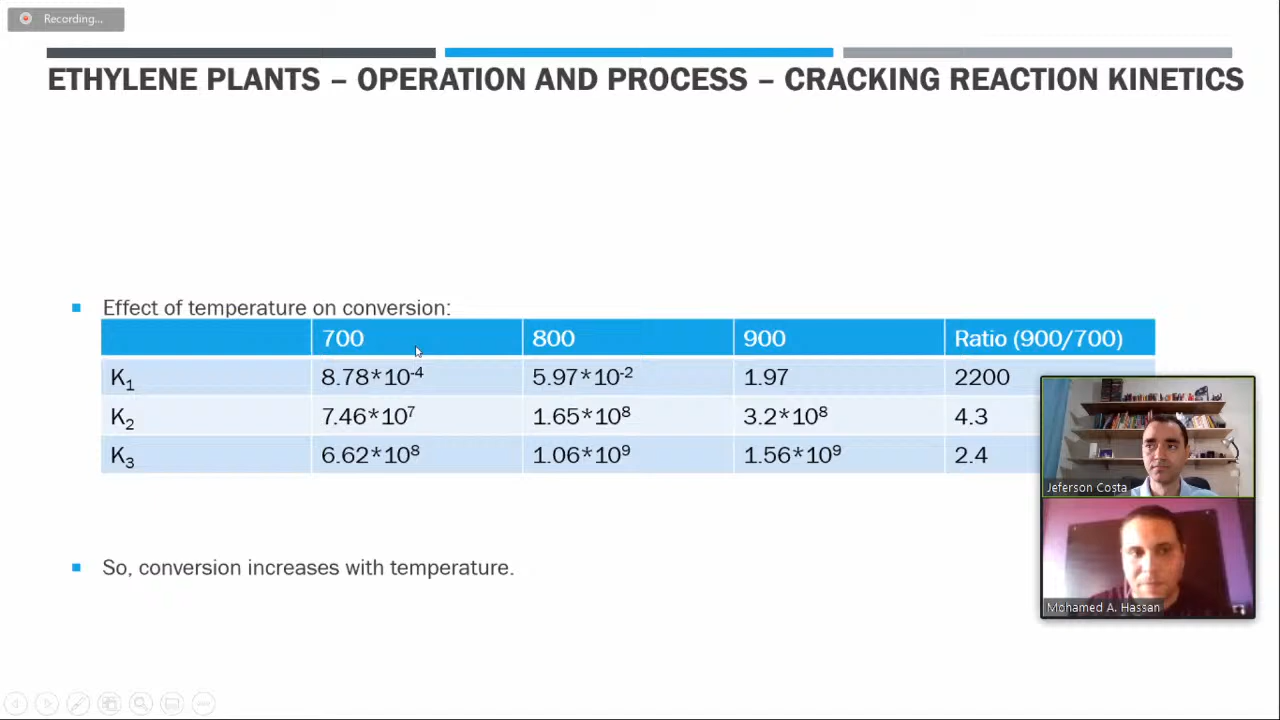 Recording...
ETHYLENE PLANTS – OPERATION AND PROCESS – CRACKING REACTION KINETICS
Effect of temperature on conversion:
700 800 900 Ratio (900/700)
K₁ 8.78*10⁻⁴ 5.97*10⁻² 1.97 2200
K₂ 7.46*10⁷ 1.65*10⁸ 3.2*10⁸ 4.3
K₃ 6.62*10⁸ 1.06*10⁹ 1.56*10⁹ 2.4
Jeferson Costa
So, conversion increases with temperature.
Mohamed A. Hassan